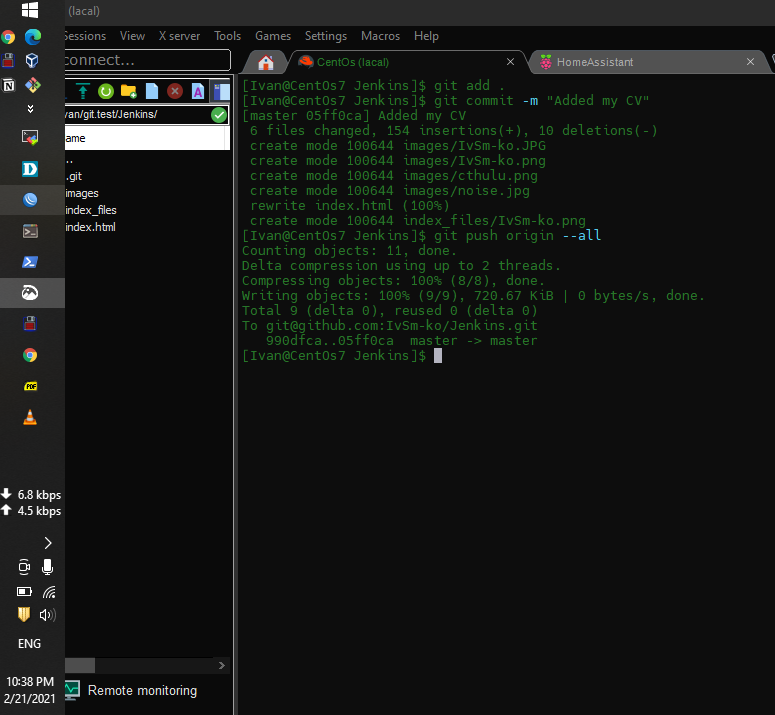 (lacal)
Sessions View X server Tools Games Settings Macros Help
connect...
CentOs (lacal)
HomeAssistant
van/git.test/Jenkins/
ame
..
.git
images
index_files
index.html
[Ivan@CentOs7 Jenkins]$ git add .
[Ivan@CentOs7 Jenkins]$ git commit -m "Added my CV"
[master 05ff0ca] Added my CV
6 files changed, 154 insertions(+), 10 deletions(-)
create mode 100644 images/IvSm-ko.JPG
create mode 100644 images/IvSm-ko.png
create mode 100644 images/cthulu.png
create mode 100644 images/noise.jpg
rewrite index.html (100%)
create mode 100644 index_files/IvSm-ko.png
[Ivan@CentOs7 Jenkins]$ git push origin --all
Counting objects: 11, done.
Delta compression using up to 2 threads.
Compressing objects: 100% (8/8), done.
Writing objects: 100% (9/9), 720.67 KiB | 0 bytes/s, done.
Total 9 (delta 0), reused 0 (delta 0)
To git@github.com:IvSm-ko/Jenkins.git
990dfca..05ff0ca master -> master
[Ivan@CentOs7 Jenkins]$
6.8 kbps
4.5 kbps
ENG
10:38 PM
2/21/2021
Remote monitoring